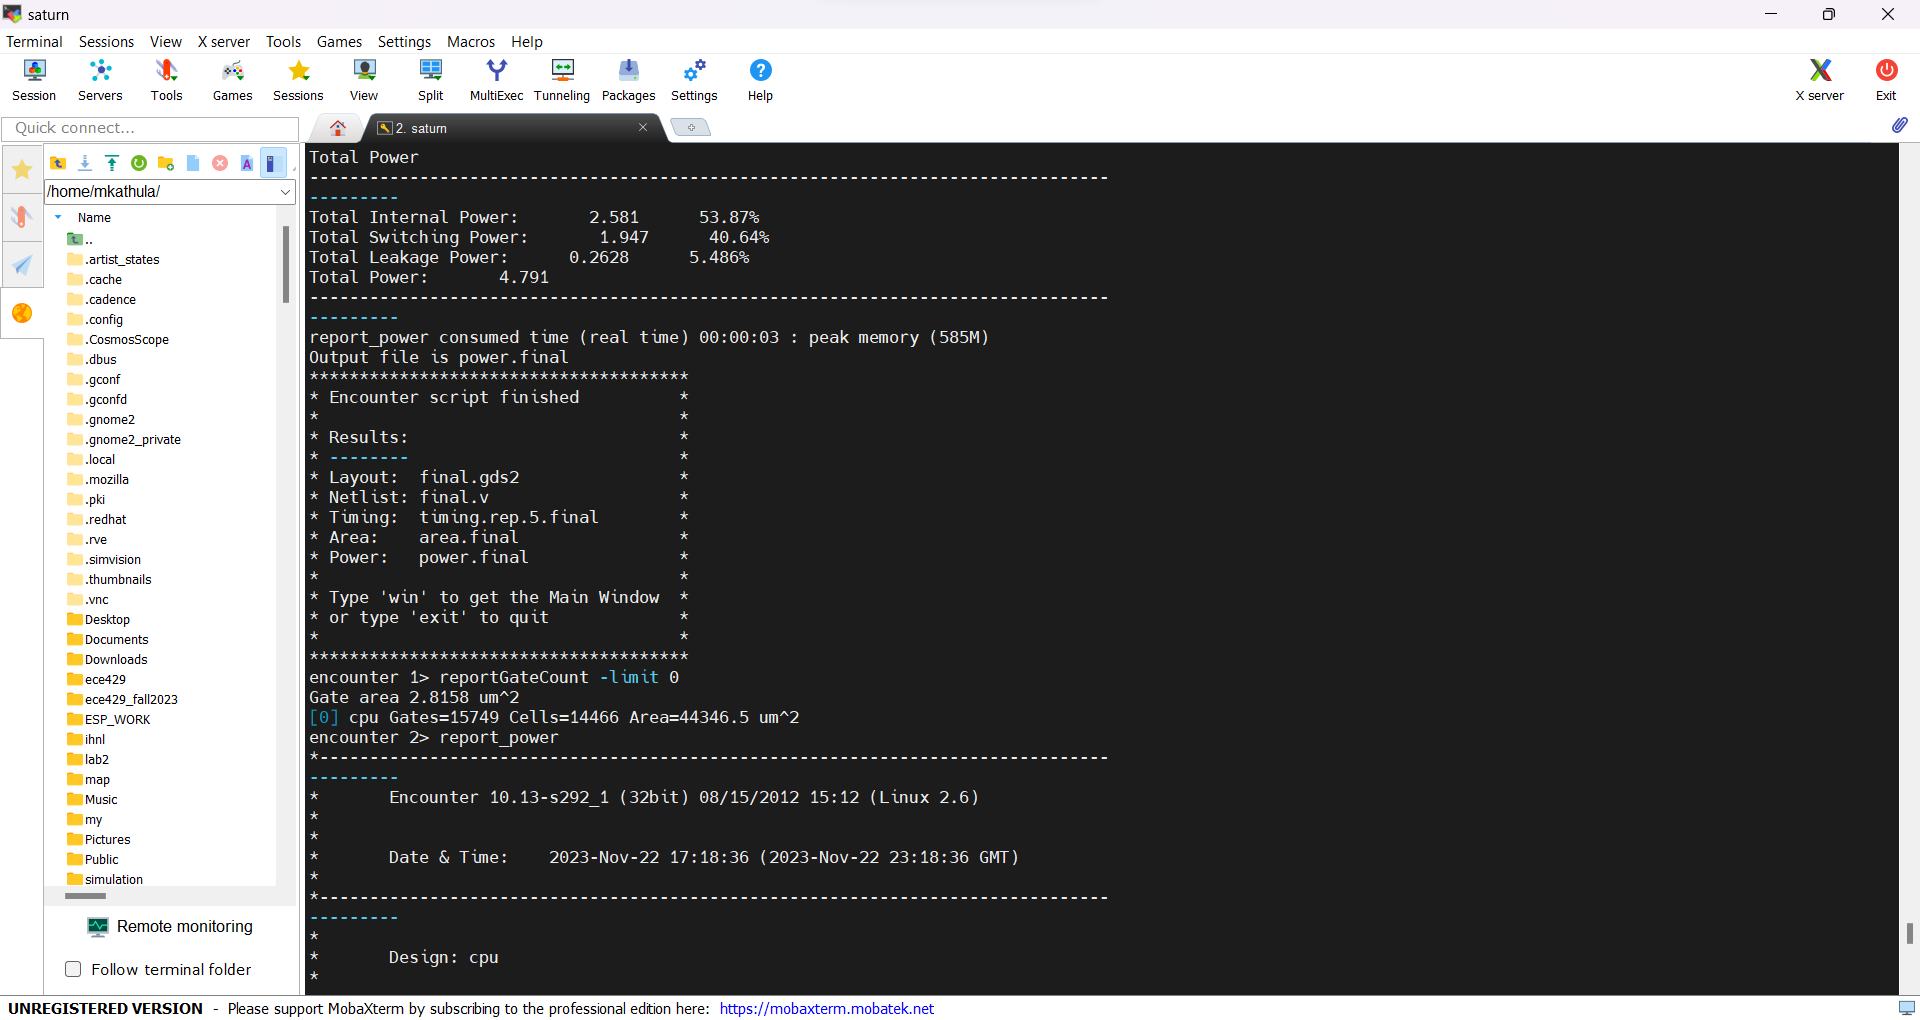 saturn
Terminal Sessions View X server Tools Games Settings Macros Help
Session Servers Tools Games Sessions View Split MultiExec Tunneling Packages Settings Help X server Exit
Quick connect...
2. saturn
/home/mkathula/
Name
..
.artist_states
.cache
.cadence
.config
.CosmosScope
.dbus
.gconf
.gconfd
.gnome2
.gnome2_private
.local
.mozilla
.pki
.redhat
.rve
.simvision
.thumbnails
.vnc
Desktop
Documents
Downloads
ece429
ece429_fall2023
ESP_WORK
ihnl
lab2
map
Music
my
Pictures
Public
simulation
Remote monitoring
Follow terminal folder
Total Power
--------------------------------------------------------------------------------
---------
Total Internal Power:       2.581      53.87%
Total Switching Power:       1.947      40.64%
Total Leakage Power:      0.2628      5.486%
Total Power:       4.791
--------------------------------------------------------------------------------
---------
report_power consumed time (real time) 00:00:03 : peak memory (585M)
Output file is power.final
**************************************
* Encounter script finished          *
*                                    *
* Results:                           *
* --------                           *
* Layout:  final.gds2                *
* Netlist: final.v                   *
* Timing:  timing.rep.5.final        *
* Area:    area.final                *
* Power:   power.final               *
*                                    *
* Type 'win' to get the Main Window  *
* or type 'exit' to quit             *
*                                    *
**************************************
encounter 1> reportGateCount -limit 0
Gate area 2.8158 um^2
[0] cpu Gates=15749 Cells=14466 Area=44346.5 um^2
encounter 2> report_power
*-------------------------------------------------------------------------------
---------
*       Encounter 10.13-s292_1 (32bit) 08/15/2012 15:12 (Linux 2.6)
*
*
*       Date & Time:    2023-Nov-22 17:18:36 (2023-Nov-22 23:18:36 GMT)
*
*-------------------------------------------------------------------------------
---------
*
*       Design: cpu
*
UNREGISTERED VERSION - Please support MobaXterm by subscribing to the professional edition here: https://mobaxterm.mobatek.net